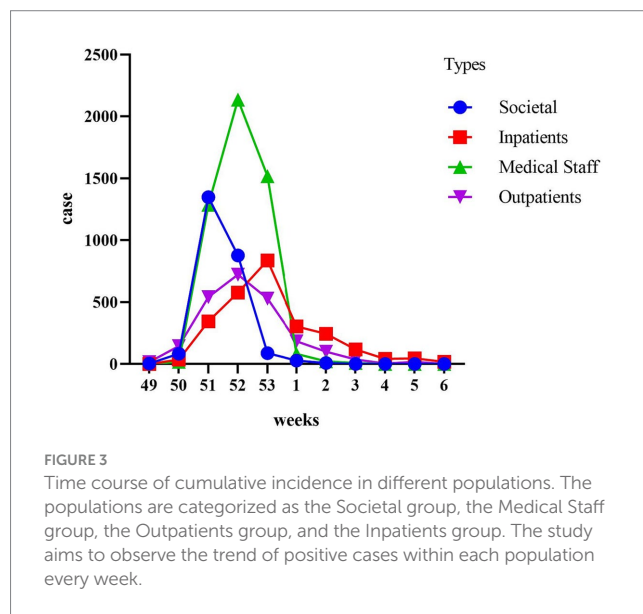 2500
2000
1500
1000
500
0
case
49 50 51 52 53 1 2 3 4 5 6
weeks
Types
Societal
Inpatients
Medical Staff
Outpatients
FIGURE 3
Time course of cumulative incidence in different populations. The
populations are categorized as the Societal group, the Medical Staff
group, the Outpatients group, and the Inpatients group. The study
aims to observe the trend of positive cases within each population
every week.